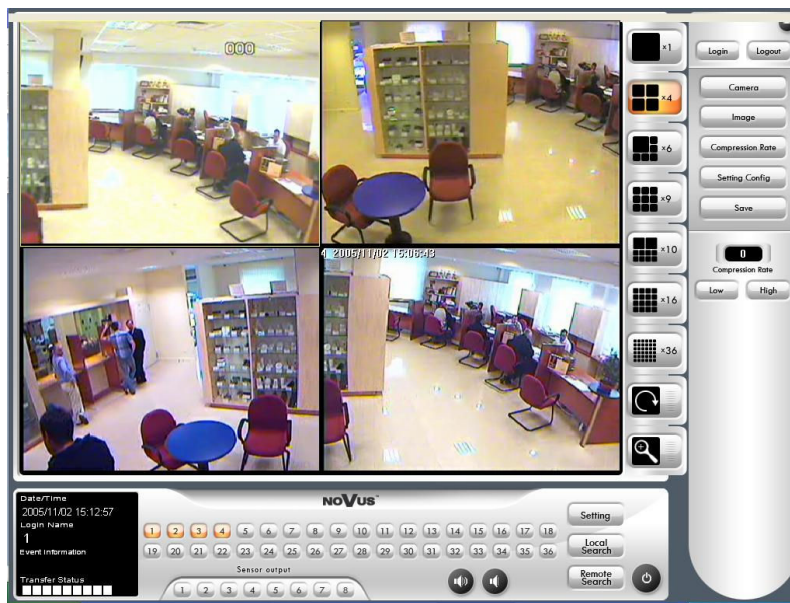 000
4 2005/11/02 15:06:43
×1
×4
×6
×9
×10
×16
×36
Login Logout
Camera
Image
Compression Rate
Setting Config
Save
0
Compression Rate
Low High
Date/Time
2005/11/02 15:12:57
Login Name
1
Event Information
Transfer Status
NOVUS
1 2 3 4 5 6 7 8 9 10 11 12 13 14 15 16 17 18
19 20 21 22 23 24 25 26 27 28 29 30 31 32 33 34 35 36
Sensor output
1 2 3 4 5 6 7 8
Setting
Local
Search
Remote
Search